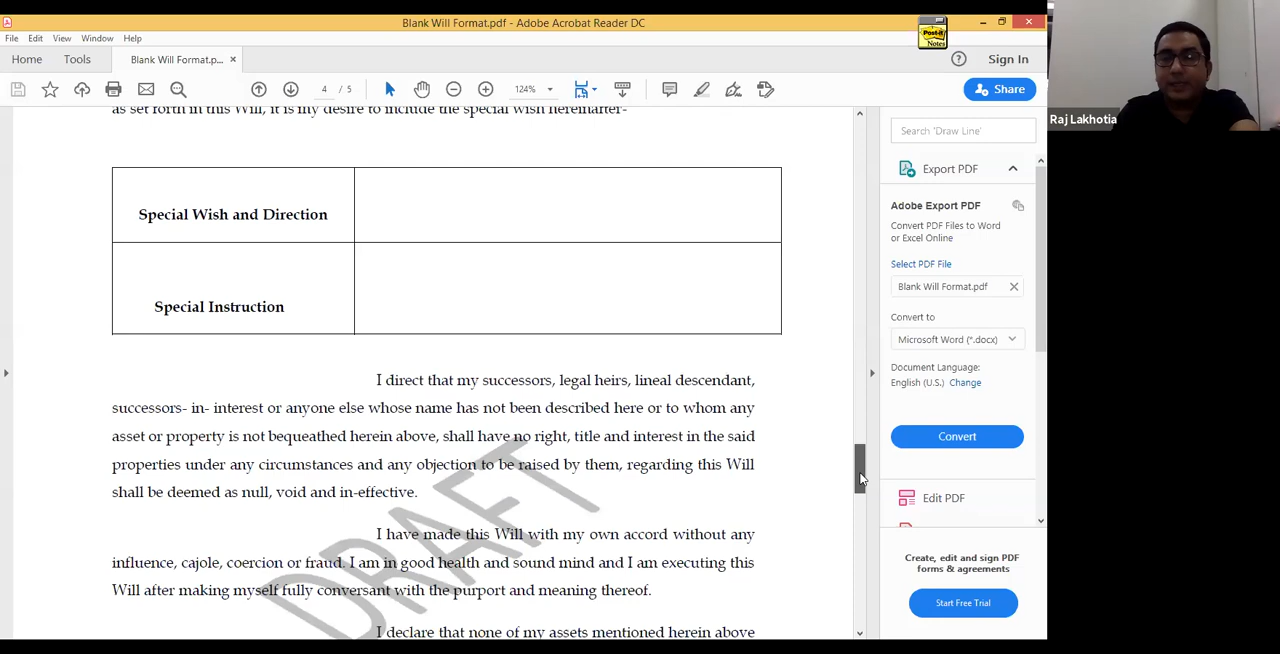 Blank Will Format.pdf - Adobe Acrobat Reader DC
Post-it
Notes
File Edit View Window Help
Home Tools Blank Will Format.p... × Sign In
4 / 5 124% Share
as set forth in this Will, it is my desire to include the special wish hereinafter-
Special Wish and Direction
Special Instruction
I direct that my successors, legal heirs, lineal descendant,
successors- in- interest or anyone else whose name has not been described here or to whom any
asset or property is not bequeathed herein above, shall have no right, title and interest in the said
properties under any circumstances and any objection to be raised by them, regarding this Will
shall be deemed as null, void and in-effective.
I have made this Will with my own accord without any
influence, cajole, coercion or fraud. I am in good health and sound mind and I am executing this
Will after making myself fully conversant with the purport and meaning thereof.
I declare that none of my assets mentioned herein above
DRAFT
Search 'Draw Line'
Export PDF
Adobe Export PDF
Convert PDF Files to Word
or Excel Online
Select PDF File
Blank Will Format.pdf
Convert to
Microsoft Word (*.docx)
Document Language:
English (U.S.) Change
Convert
Edit PDF
Create, edit and sign PDF
forms & agreements
Start Free Trial
Raj Lakhotia